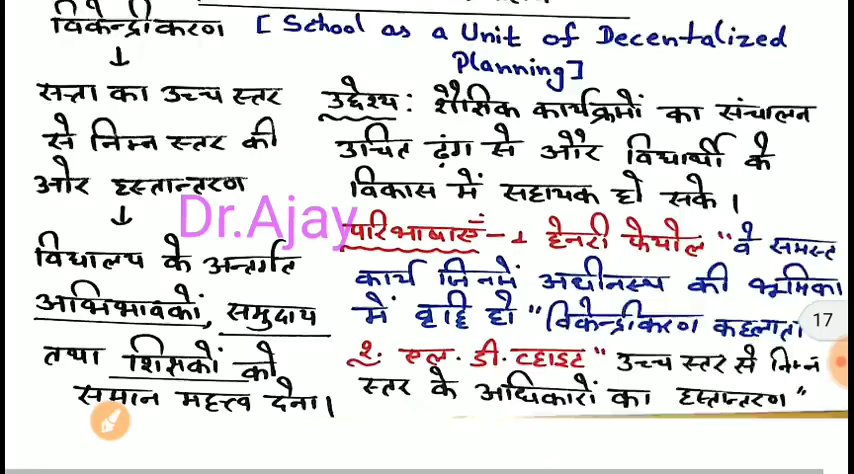 विकेन्द्रीकरण [ School as a Unit of Decentalized
Planning]
↓
सत्ता का उच्च स्तर
से निम्न स्तर की
ओर हस्तान्तरण
↓
विद्यालय के अन्तर्गत
अभिभावकों, समुदाय
तथा शिक्षकों को
समान महत्त्व देना।
उद्देश्य: शैक्षिक कार्यक्रमों का संचालन
उचित ढ़ंग से और विद्यार्थी के
विकास में सहायक हो सके।
Dr.Ajay
परिभाषाएँ-1 हेनरी फेयोल "वे समस्त
कार्य जिनमें अधीनस्थ की भूमिका
में वृद्धि हो "विकेन्द्रीकरण कहलाता
17
2. एल. डी. व्हाइट "उच्च स्तर से निम्न
स्तर के अधिकारों का हस्तान्तरण"